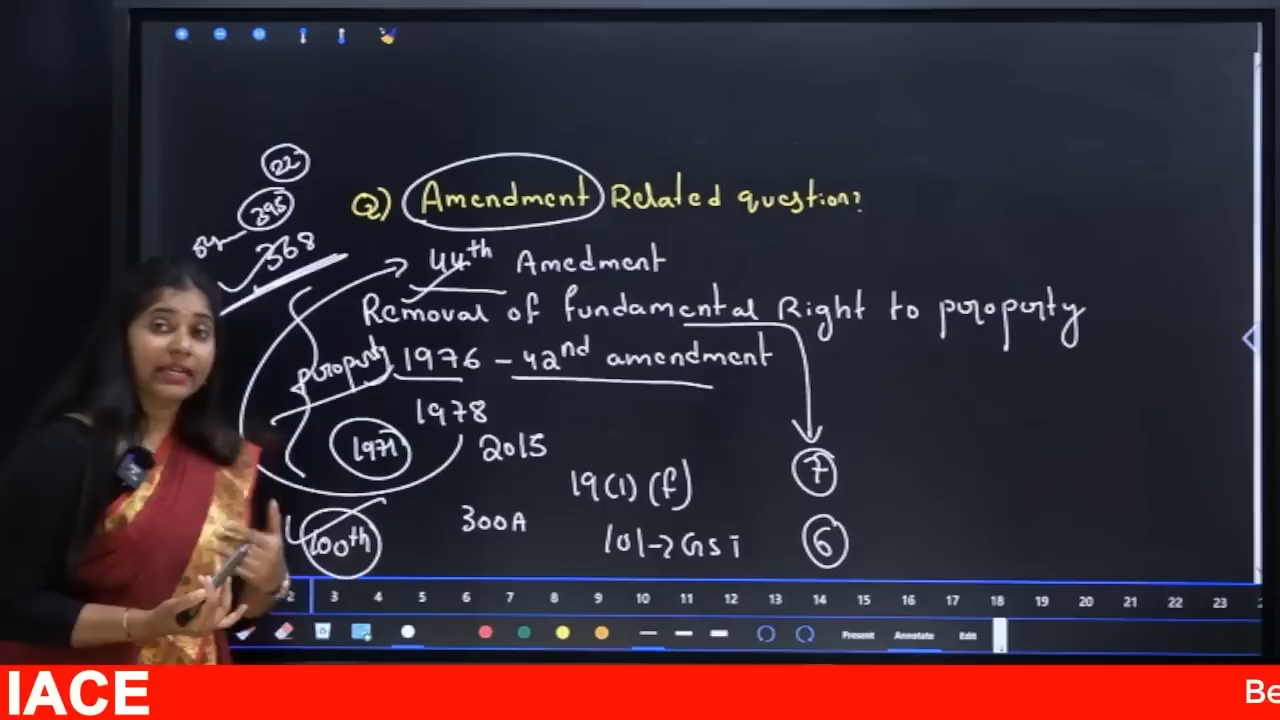 22
395
368
Q) Amendment Related question?
44th Amedment
Removal of fundamental Right to poroperty
poroperty 1976 - 42nd amendment
1978
1971 2015
19(1)(f) 7
300A
100th 101->GST 6
2 3 4 5 6 7 8 9 10 11 12 13 14 15 16 17 18 19 20 21 22 23
Present Annotate Edit
IACE Be